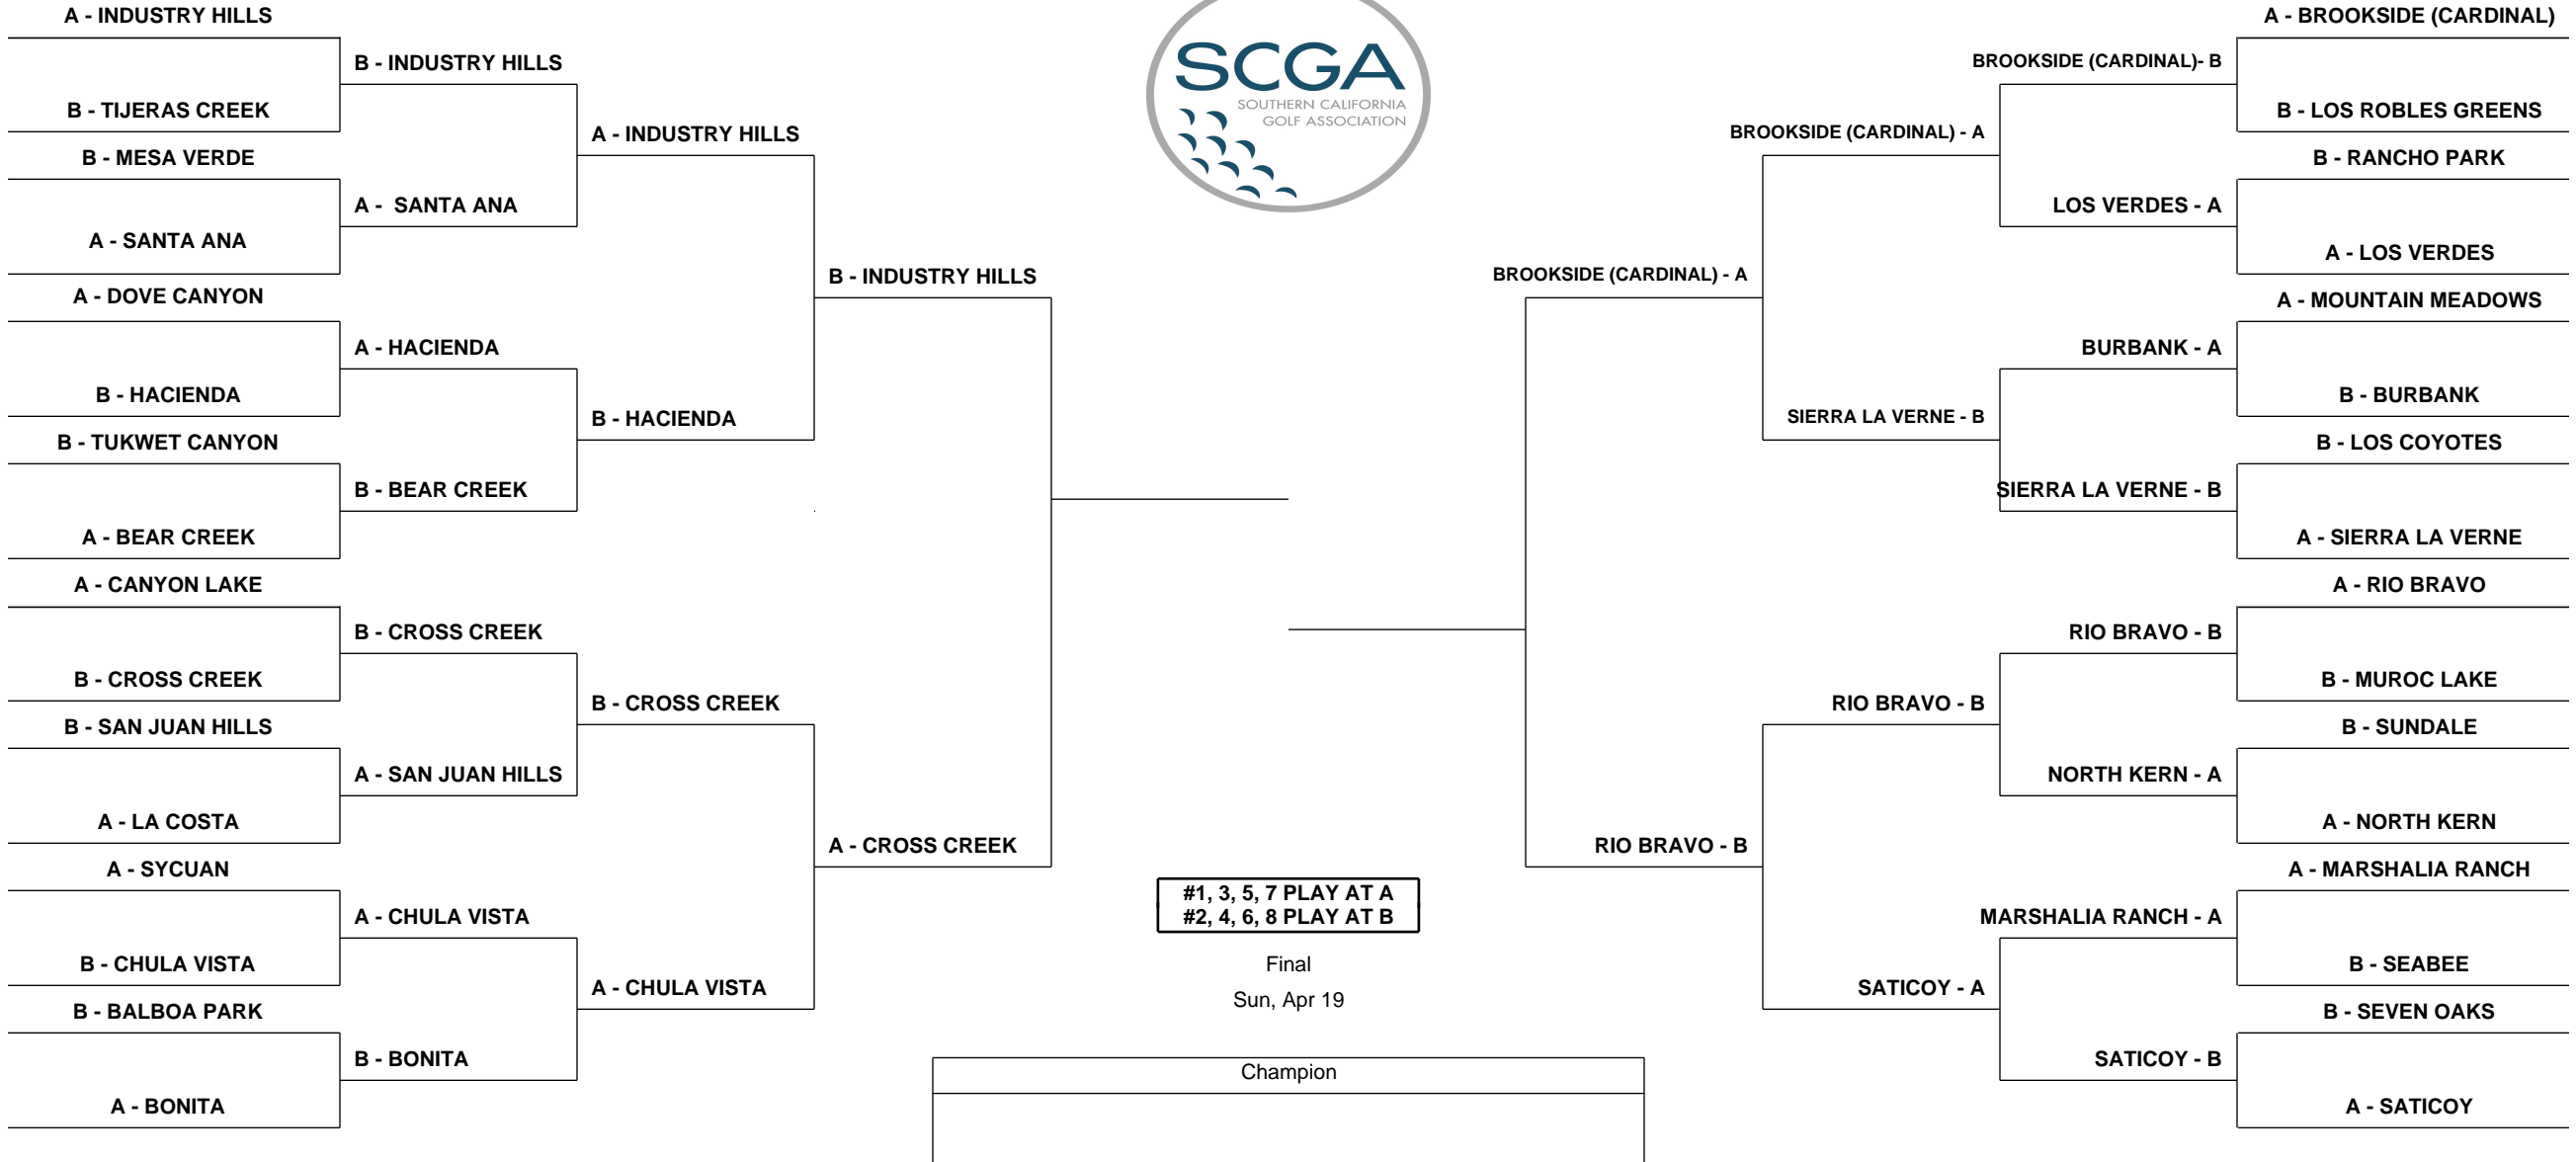 A - INDUSTRY HILLS
B - TIJERAS CREEK
B - MESA VERDE
A - SANTA ANA
A - DOVE CANYON
B - HACIENDA
B - TUKWET CANYON
A - BEAR CREEK
A - CANYON LAKE
B - CROSS CREEK
B - SAN JUAN HILLS
A - LA COSTA
A - SYCUAN
B - CHULA VISTA
B - BALBOA PARK
A - BONITA
B - INDUSTRY HILLS
A - SANTA ANA
A - HACIENDA
B - BEAR CREEK
B - CROSS CREEK
A - SAN JUAN HILLS
A - CHULA VISTA
B - BONITA
A - INDUSTRY HILLS
B - HACIENDA
B - CROSS CREEK
A - CHULA VISTA
B - INDUSTRY HILLS
A - CROSS CREEK
SCGA
SOUTHERN CALIFORNIA
GOLF ASSOCIATION
#1, 3, 5, 7 PLAY AT A
#2, 4, 6, 8 PLAY AT B
Final
Sun, Apr 19
Champion
BROOKSIDE (CARDINAL) - A
RIO BRAVO - B
BROOKSIDE (CARDINAL) - A
SIERRA LA VERNE - B
RIO BRAVO - B
SATICOY - A
BROOKSIDE (CARDINAL)- B
LOS VERDES - A
BURBANK - A
SIERRA LA VERNE - B
RIO BRAVO - B
NORTH KERN - A
MARSHALIA RANCH - A
SATICOY - B
A - BROOKSIDE (CARDINAL)
B - LOS ROBLES GREENS
B - RANCHO PARK
A - LOS VERDES
A - MOUNTAIN MEADOWS
B - BURBANK
B - LOS COYOTES
A - SIERRA LA VERNE
A - RIO BRAVO
B - MUROC LAKE
B - SUNDALE
A - NORTH KERN
A - MARSHALIA RANCH
B - SEABEE
B - SEVEN OAKS
A - SATICOY